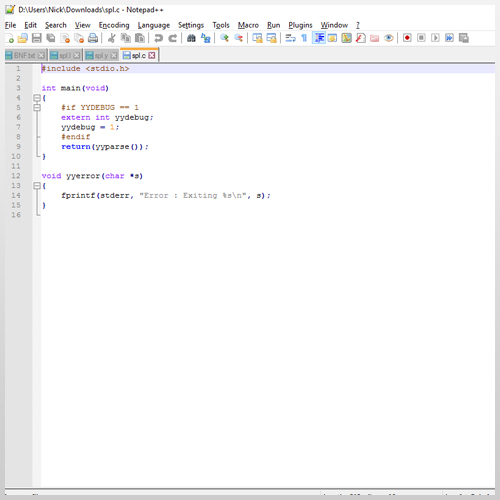 D:\Users\Nick\Downloads\spl.c - Notepad++
File Edit Search View Encoding Language Settings Tools Macro Run Plugins Window ?
BNF.txt spl.l spl.y spl.c
1 #include <stdio.h>
2
3 int main(void)
4 {
5 #if YYDEBUG == 1
6 extern int yydebug;
7 yydebug = 1;
8 #endif
9 return(yyparse());
10 }
11
12 void yyerror(char *s)
13 {
14 fprintf(stderr, "Error : Exiting %s\n", s);
15 }
16